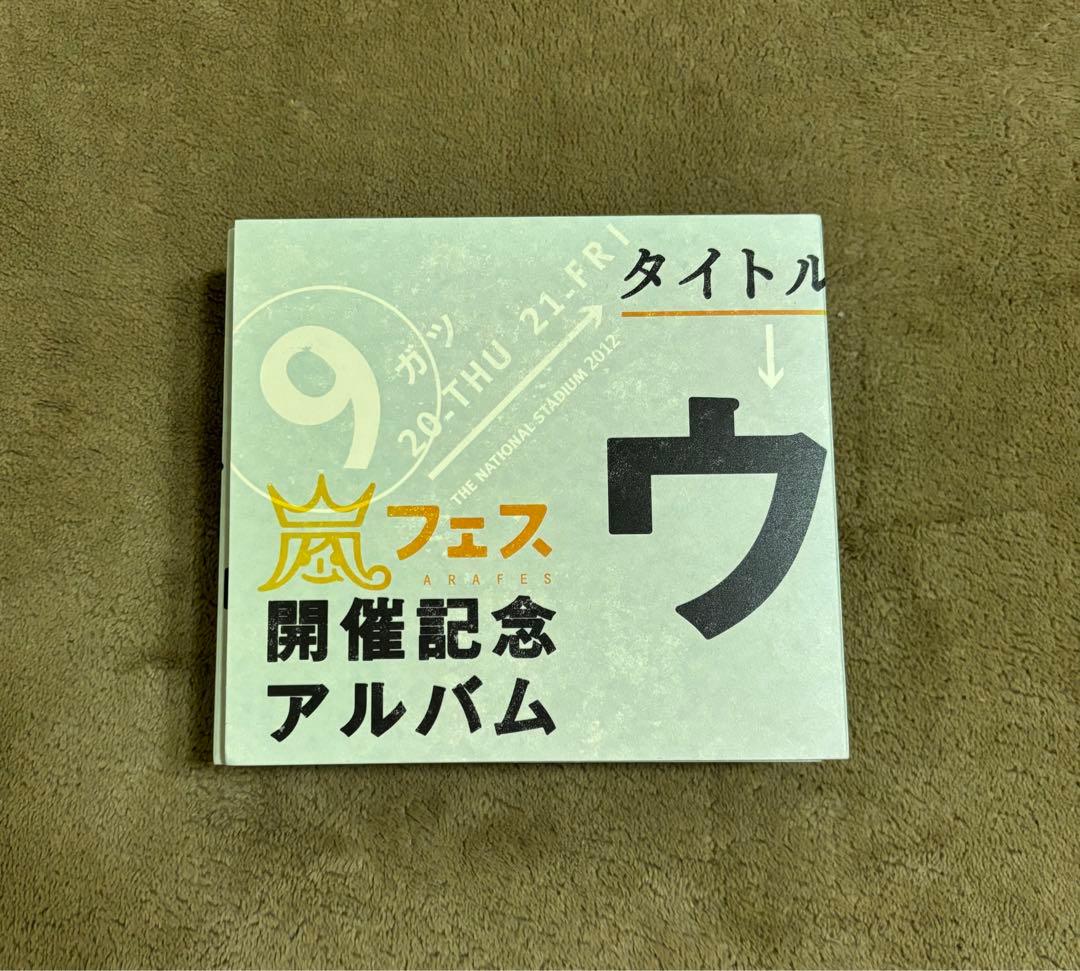 9
ガツ
20-THU 21-FRI
THE NATIONAL STADIUM 2012
タイトル
ウ
嵐フェス
ARAFES
開催記念
アルバム